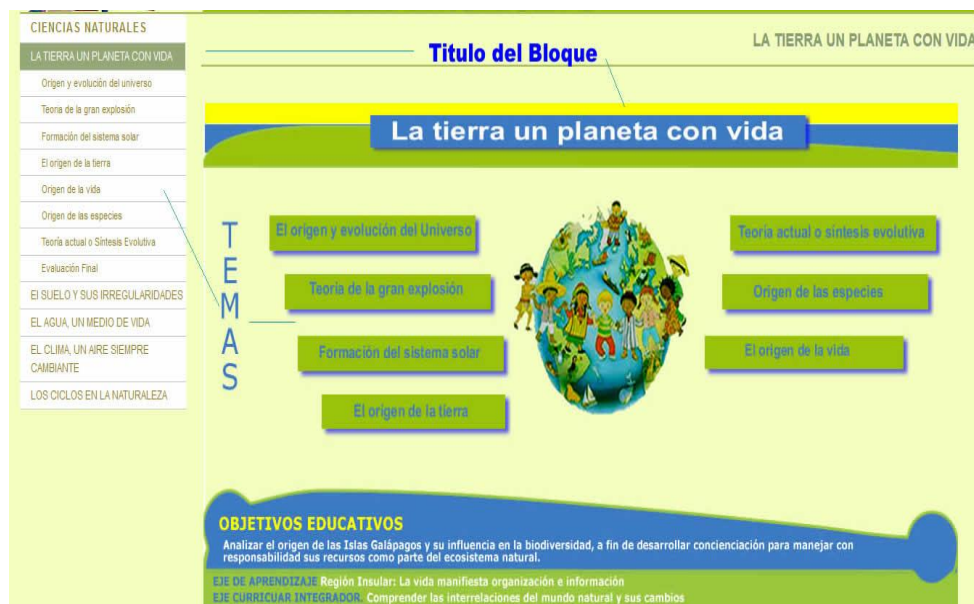 CIENCIAS NATURALES
LA TIERRA UN PLANETA CON VIDA
Origen y evolución del universo
Teoria de la gran explosión
Formación del sistema solar
El origen de la tierra
Origen de la vida
Origen de las especies
Teoría actual o Síntesis Evolutiva
Evaluación Final
El SUELO Y SUS IRREGULARIDADES
EL AGUA, UN MEDIO DE VIDA
EL CLIMA, UN AIRE SIEMPRE
CAMBIANTE
LOS CICLOS EN LA NATURALEZA
LA TIERRA UN PLANETA CON VIDA
Titulo del Bloque
La tierra un planeta con vida
TEMAS
El origen y evolución del Universo
Teoría de la gran explosión
Formación del sistema solar
El origen de la tierra
Teoría actual o sintesis evolutiva
Origen de las especies
El origen de la vida
OBJETIVOS EDUCATIVOS
Analizar el origen de las Islas Galápagos y su influencia en la biodiversidad, a fin de desarrollar concienciación para manejar con
responsabilidad sus recursos como parte del ecosistema natural.
EJE DE APRENDIZAJE Región Insular: La vida manifiesta organización e información
EJE CURRICUAR INTEGRADOR. Comprender las interrelaciones del mundo natural y sus cambios